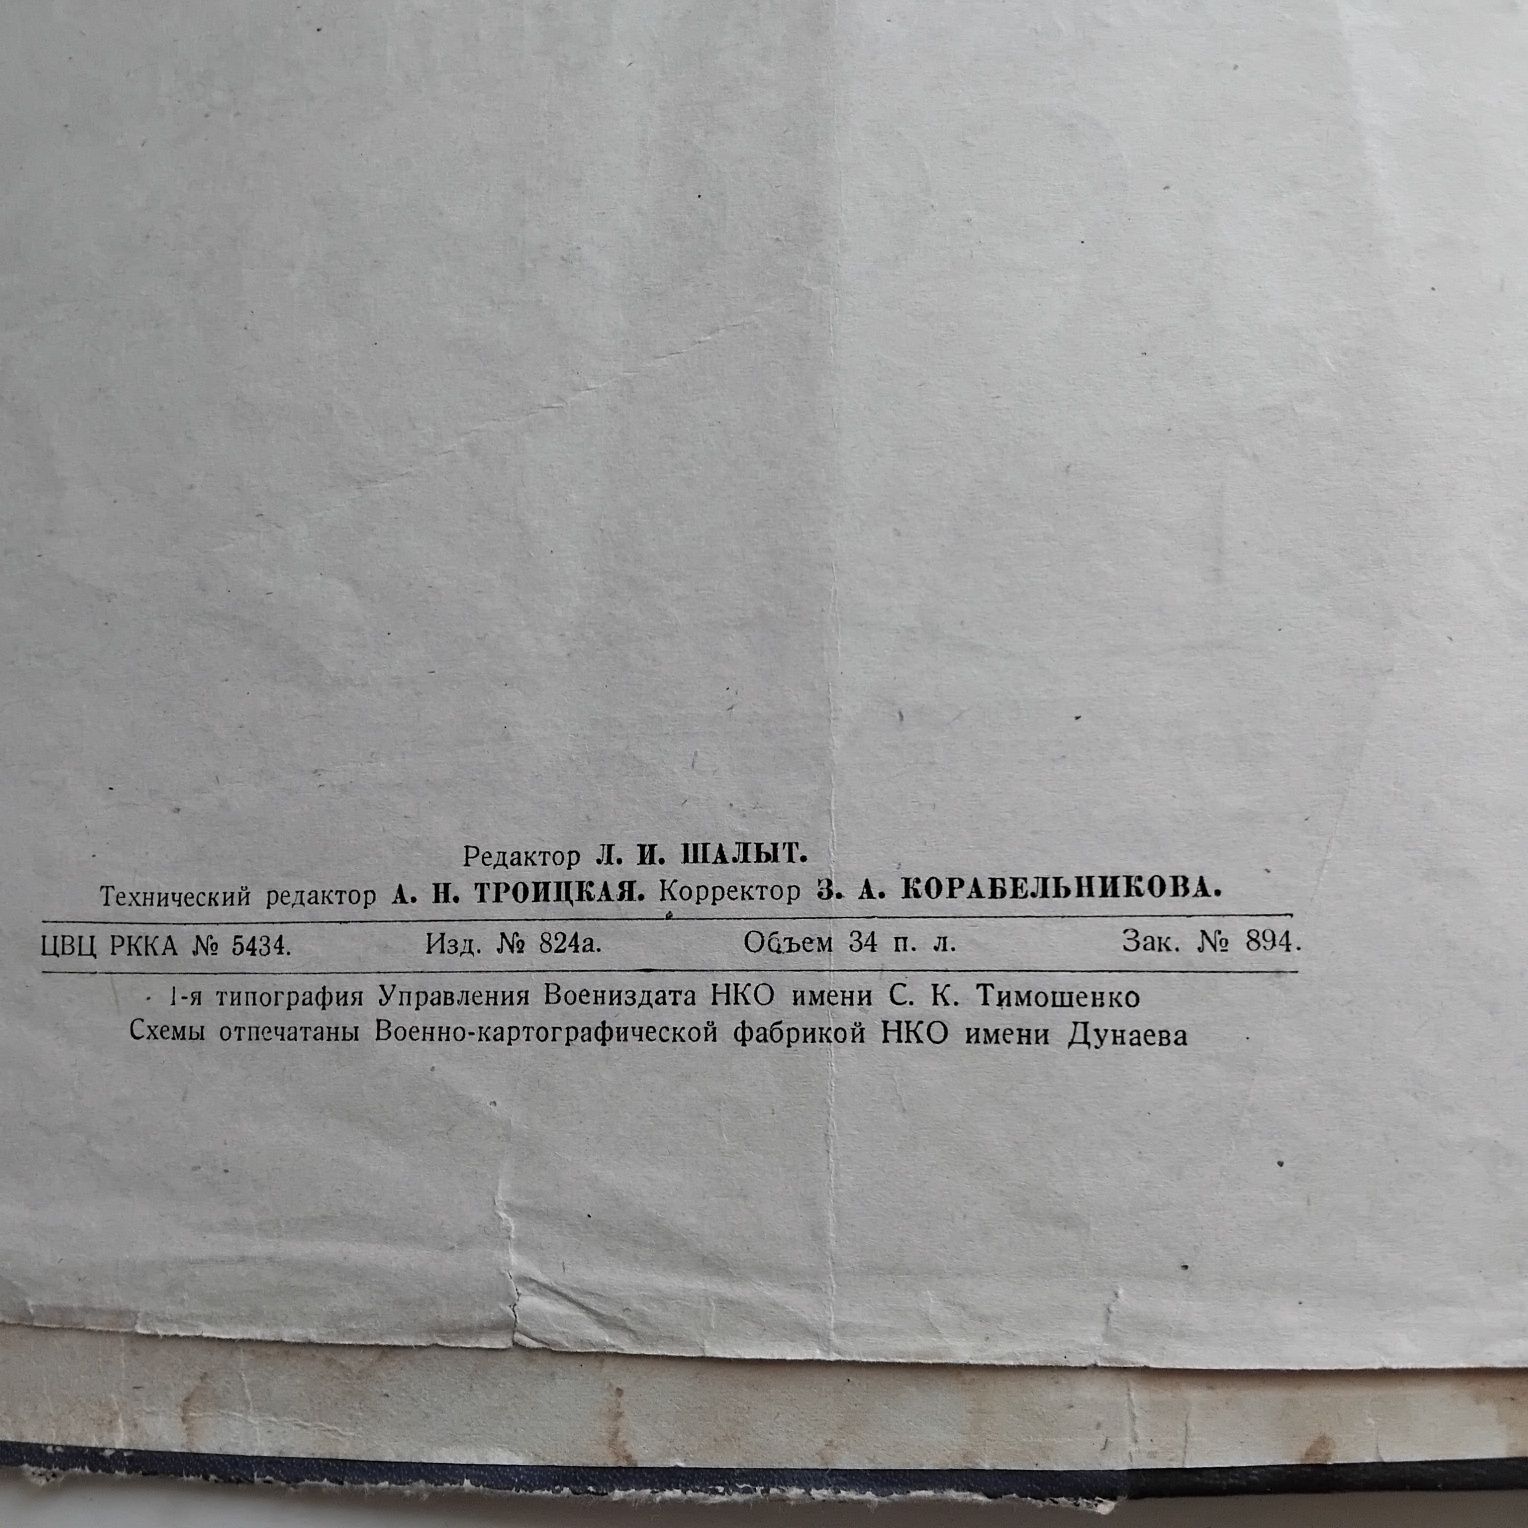 Редактор Л. И. ШАЛЫТ.
Технический редактор А. Н. ТРОИЦКАЯ. Корректор З. А. КОРАБЕЛЬНИКОВА.
ЦВЦ РККА № 5434. Изд. № 824а. Объем 34 п. л. Зак. № 894.
1-я типография Управления Воениздата НКО имени С. К. Тимошенко
Схемы отпечатаны Военно-картографической фабрикой НКО имени Дунаева